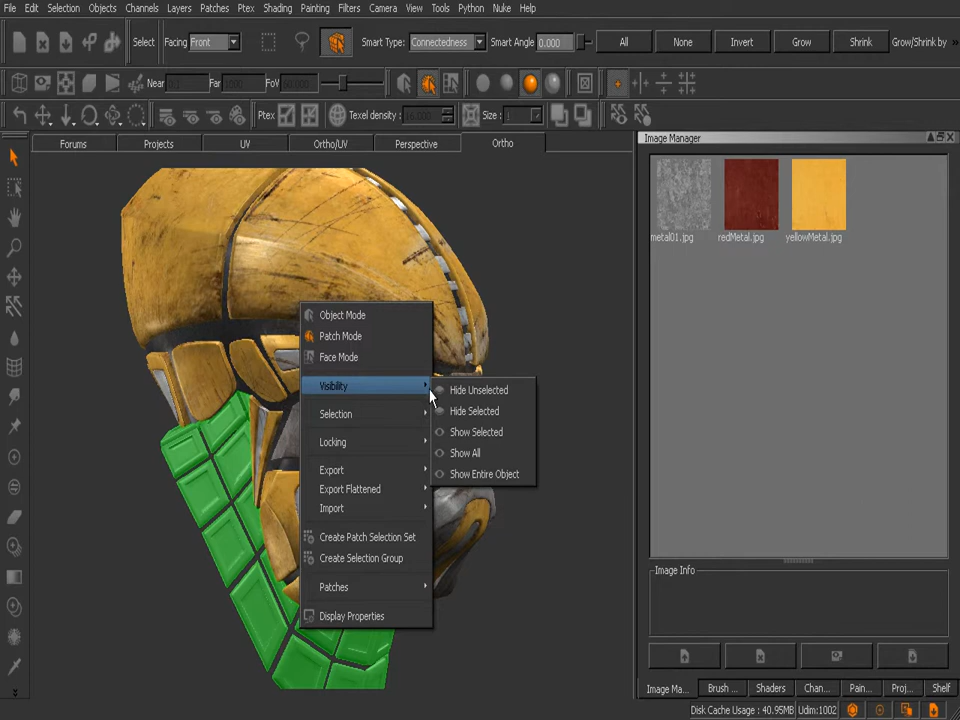 File Edit Selection Objects Channels Layers Patches Ptex Shading Painting Filters Camera View Tools Python Nuke Help
Select Facing Front Smart Type: Connectedness Smart Angle 0.000 All None Invert Grow Shrink Grow/Shrink by
Near 0.1 Far 1000 FoV
Ptex Texel density: Size : 1
Forums Projects UV Ortho/UV Perspective Ortho
Image Manager
metal01.jpg redMetal.jpg yellowMetal.jpg
Object Mode
Patch Mode
Face Mode
Visibility
Selection
Locking
Export
Export Flattened
Import
Create Patch Selection Set
Create Selection Group
Patches
Display Properties
Hide Unselected
Hide Selected
Show Selected
Show All
Show Entire Object
Image Info
Image Ma... Brush ... Shaders Chan... Pain... Proj... Shelf
Disk Cache Usage : 40.95MB Udim:1002